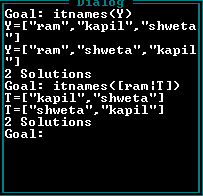 Dialog
Goal: itnames(Y)
Y=["ram","kapil","shweta
"]
Y=["ram","shweta","kapil
"]
2 Solutions
Goal: itnames([ram|T])
T=["kapil","shweta"]
T=["shweta","kapil"]
2 Solutions
Goal: